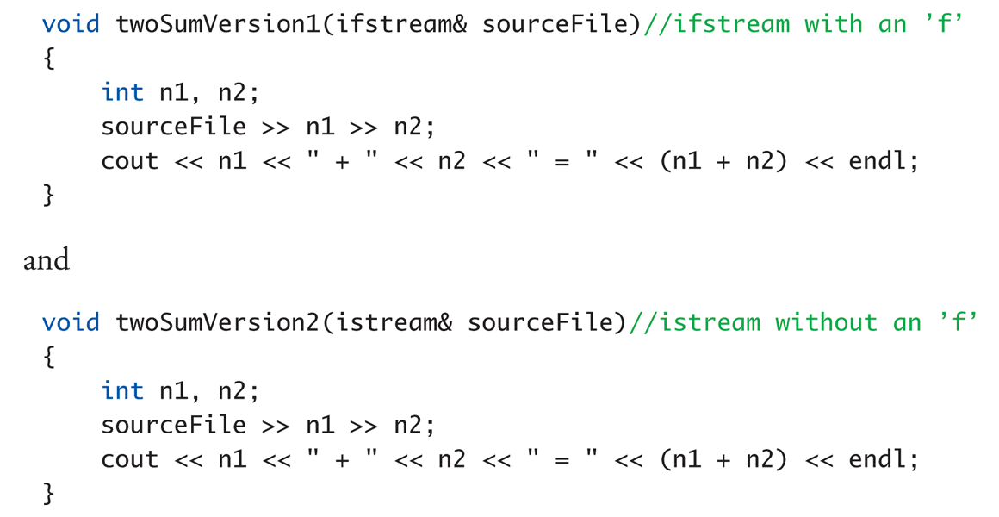 void twoSumVersion1(ifstream& sourceFile)//ifstream with an ’f’
{
    int n1, n2;
    sourceFile >> n1 >> n2;
    cout << n1 << " + " << n2 << " = " << (n1 + n2) << endl;
}
and
void twoSumVersion2(istream& sourceFile)//istream without an ’f’
{
    int n1, n2;
    sourceFile >> n1 >> n2;
    cout << n1 << " + " << n2 << " = " << (n1 + n2) << endl;
}